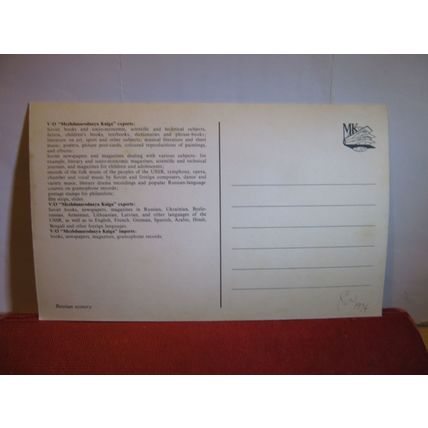 V/O "Mezhdunarodnaya Kniga" exports:
Soviet books and socio-economic, scientific and technical subjects,
fiction, children's books, textbooks, dictionaries and phrase-books;
literature on art, sport and other subjects; musical literature and sheet
music; posters, picture post-cards, coloured reproductions of paintings,
and albums;
Soviet newspapers and magazines dealing with various subjects: for
example, literary and socio-economic magazines, scientific and technical
journals, and magazines for children and adolescents;
records of the folk music of the peoples of the USSR, symphony, opera,
chamber and vocal music by Soviet and foreign composers, dance and
variety music, literary drama recordings and popular Russian-language
courses on gramophone records;
postage stamps for philatelists;
film strips, slides.
V/O "Mezhdunarodnaya Kniga" exports:
Soviet books, newspapers, magazines in Russian, Ukrainian, Byelo-
russian, Armenian, Lithuanian, Latvian, and other languages of the
USSR, as well as in English, French, German, Spanish, Arabic, Hindi,
Bengali and other foreign languages.
V/O "Mezhdunarodnaya Kniga" imports:
books, newspapers, magazines, gramophone records.
Russian scenery
MK